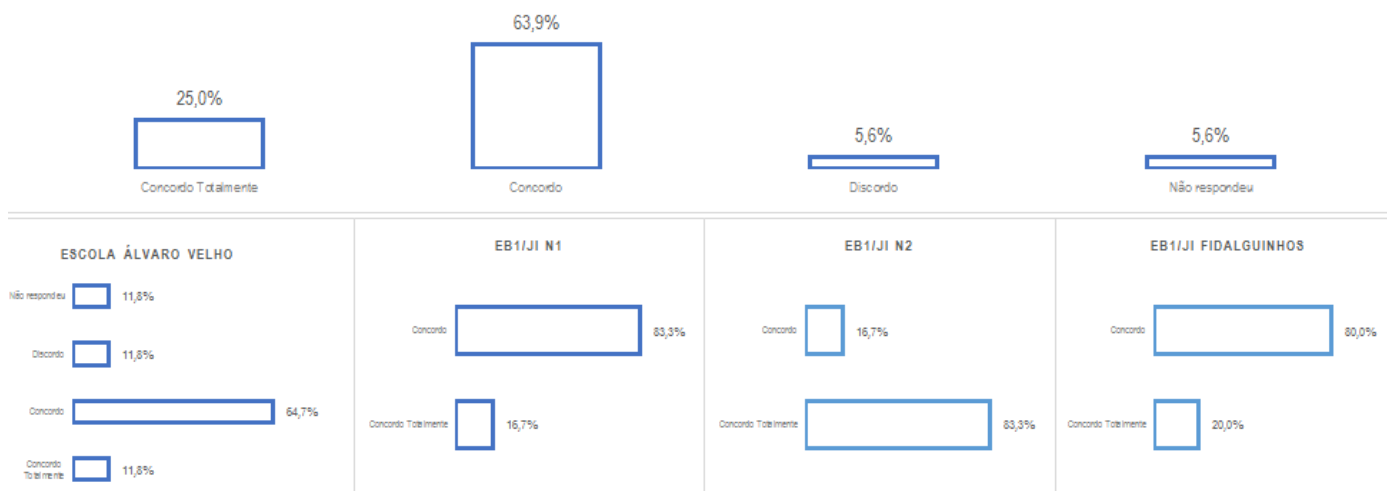 63,9%
25,0%
5,6%
5,6%
Concordo Totalmente
Concordo
Discordo
Não respondeu
ESCOLA ÁLVARO VELHO
Não respondeu
11,8%
Discordo
11,8%
Concordo
64,7%
Concordo
Totalmente
11,8%
EB1/JI N1
Concordo
83,3%
Concordo Totalmente
16,7%
EB1/JI N2
Concordo
16,7%
Concordo Totalmente
83,3%
EB1/JI FIDALGUINHOS
Concordo
80,0%
Concordo Totalmente
20,0%